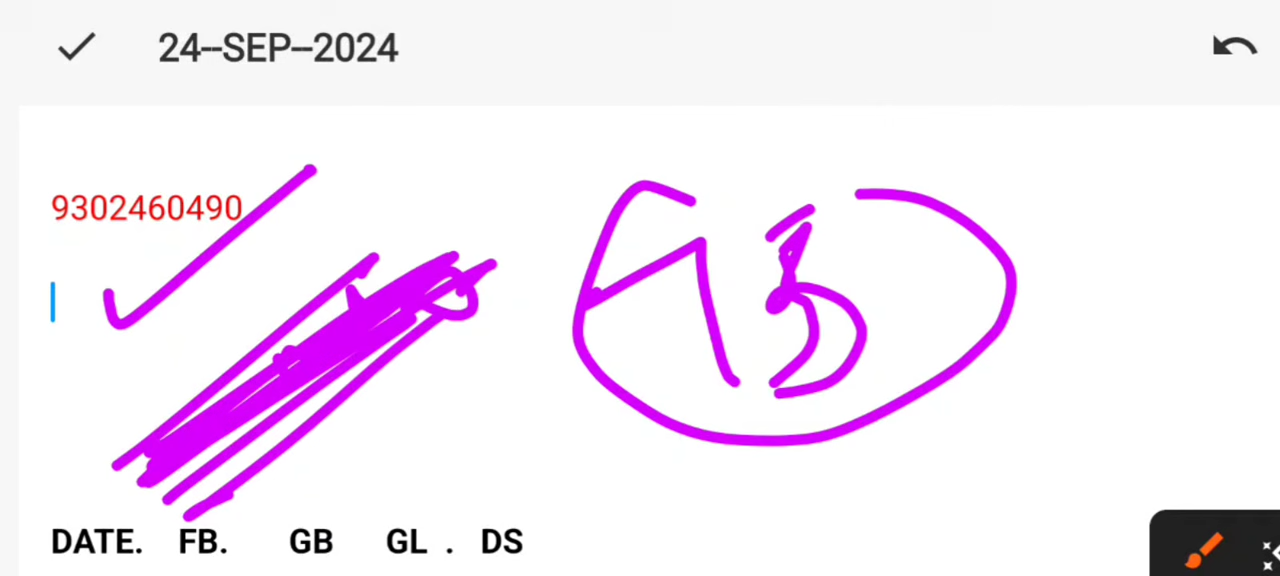 24--SEP--2024
9302460490
DATE. FB. GB GL . DS